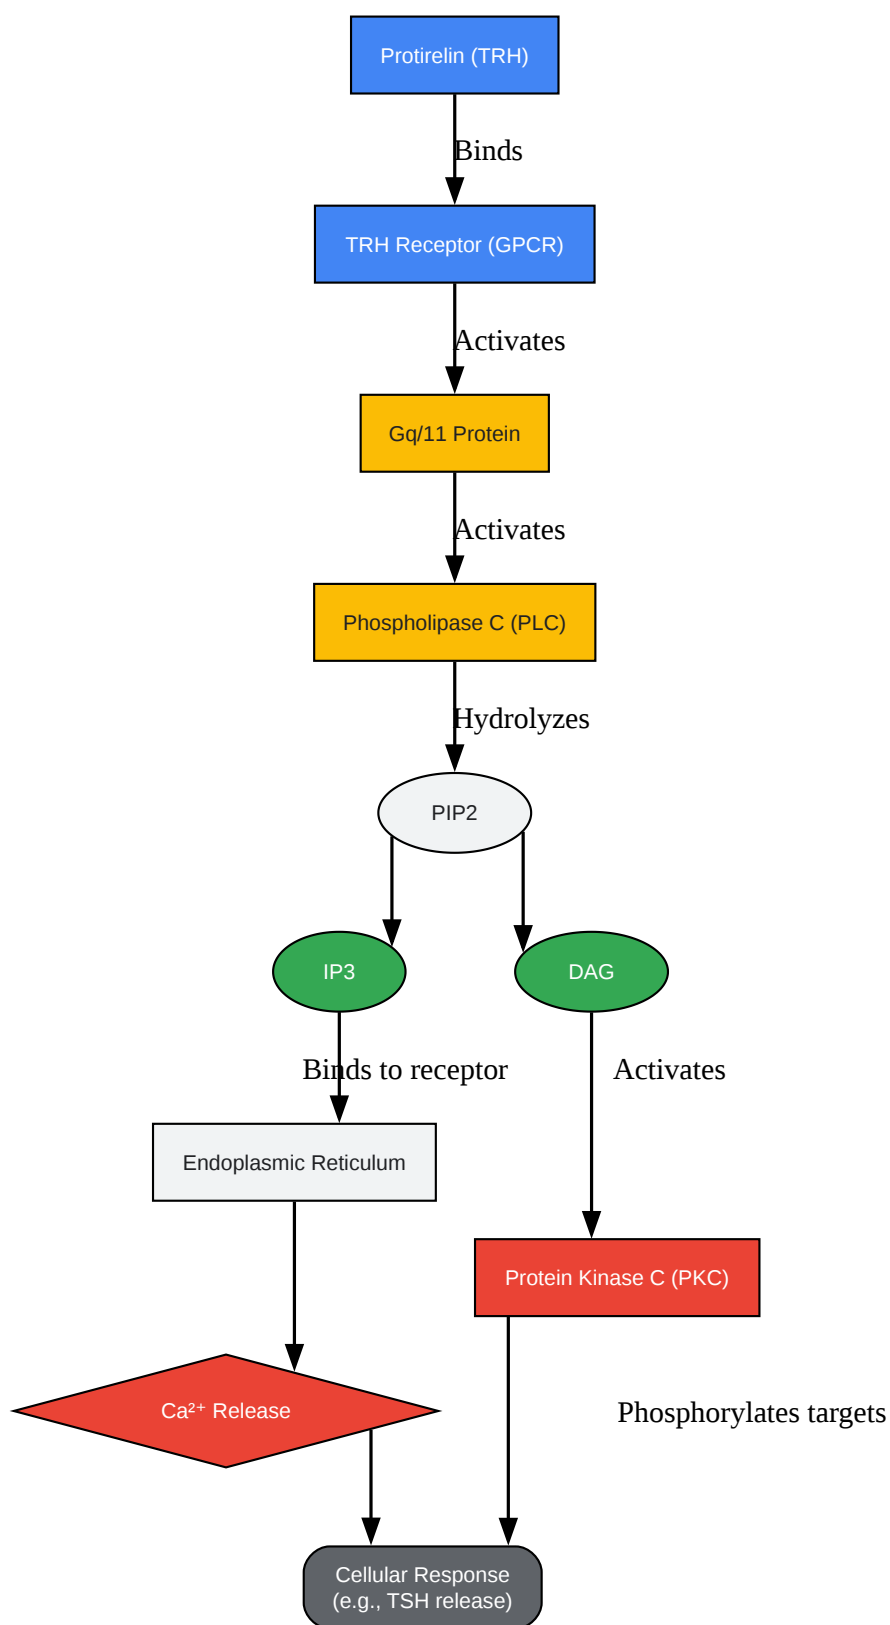 Protirelin (TRH)
Binds
TRH Receptor (GPCR)
Activates
Gq/11 Protein
Activates
Phospholipase C (PLC)
Hydrolyzes
PIP2
IP3
DAG
Binds to receptor
Activates
Endoplasmic Reticulum
Protein Kinase C (PKC)
Ca²⁺ Release
Phosphorylates targets
Cellular Response
(e.g., TSH release)